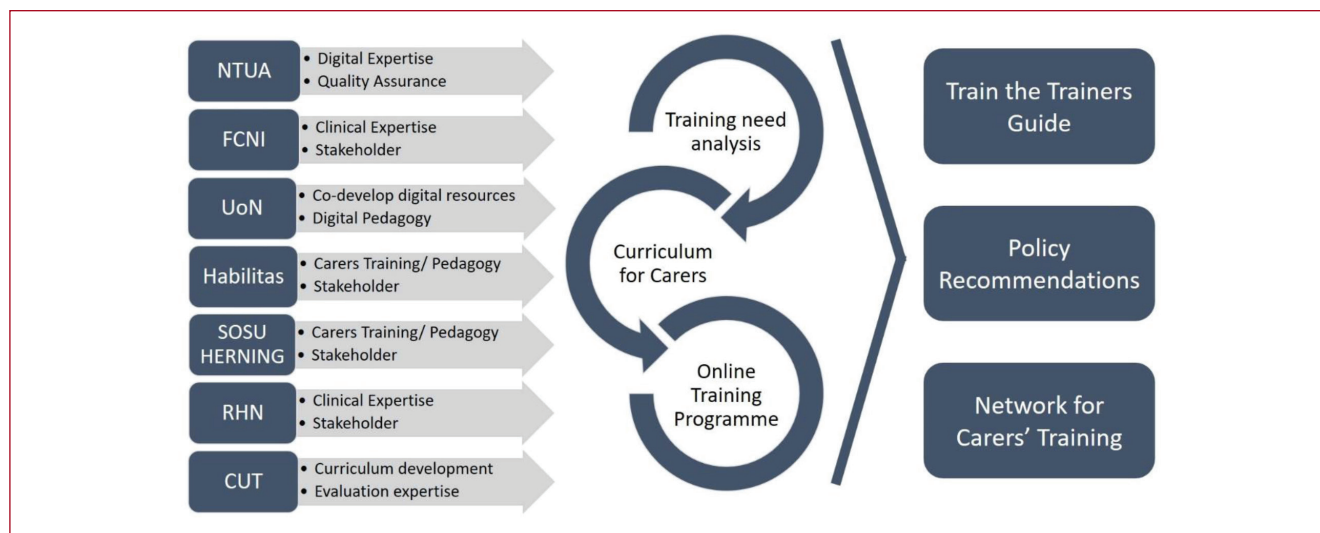 NTUA
• Digital Expertise
• Quality Assurance
FCNI
• Clinical Expertise
• Stakeholder
UoN
• Co-develop digital resources
• Digital Pedagogy
Habilitas
• Carers Training/ Pedagogy
• Stakeholder
SOSU
HERNING
• Carers Training/ Pedagogy
• Stakeholder
RHN
• Clinical Expertise
• Stakeholder
CUT
• Curriculum development
• Evaluation expertise
Training need
analysis
Curriculum
for Carers
Online
Training
Programme
Train the Trainers
Guide
Policy
Recommendations
Network for
Carers’ Training